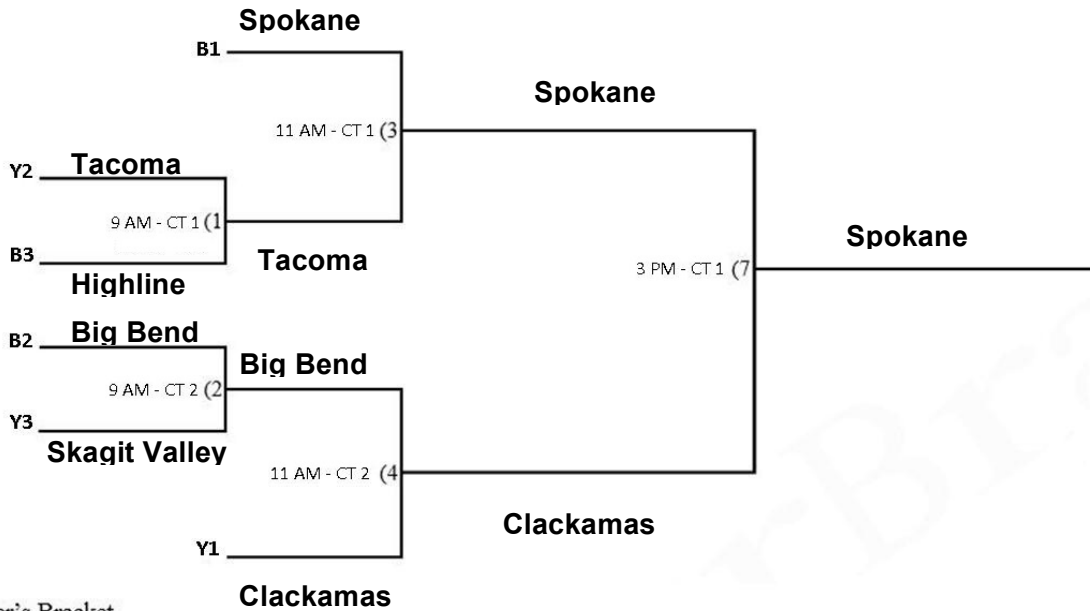 Spokane
B1
Spokane
11 AM - CT 1 (3
Y2 Tacoma
9 AM - CT 1 (1
Spokane
B3
Tacoma
3 PM - CT 1 (7
Highline
B2 Big Bend
Big Bend
9 AM - CT 2 (2
Y3
Skagit Valley
11 AM - CT 2 (4
Clackamas
Y1
Clackamas
Bracket